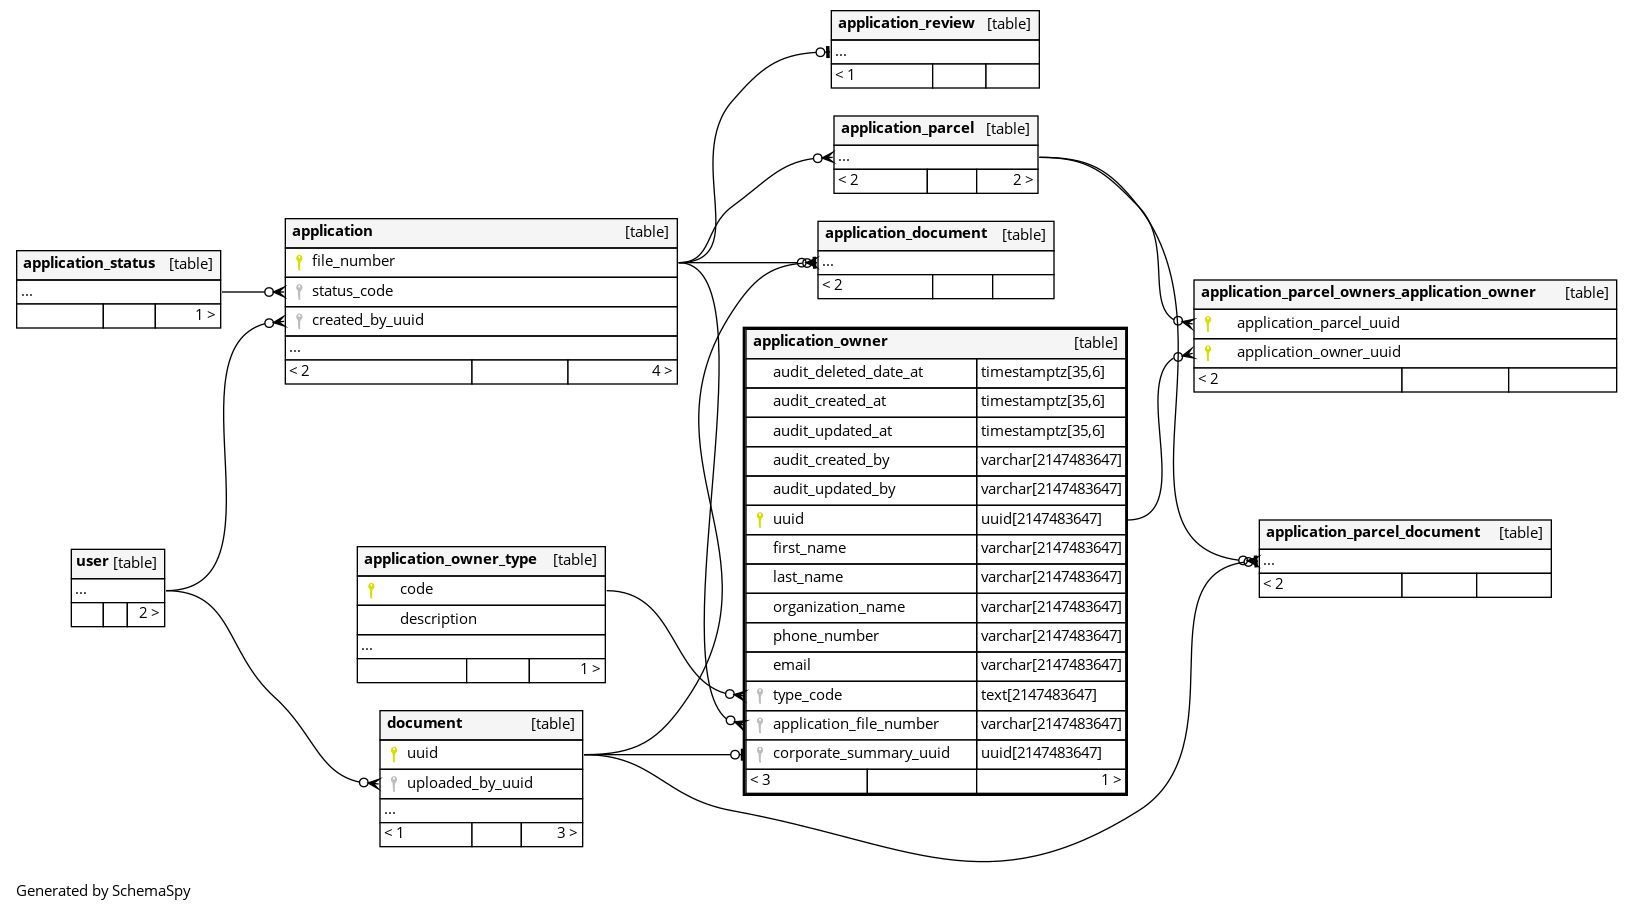 application_review [table]
...
< 1
application_parcel [table]
...
< 2 2 >
application_document [table]
...
< 2
application [table]
file_number
status_code
created_by_uuid
...
< 2 4 >
application_status [table]
...
1 >
application_parcel_owners_application_owner [table]
application_parcel_uuid
application_owner_uuid
< 2
application_owner [table]
audit_deleted_date_at timestamptz[35,6]
audit_created_at timestamptz[35,6]
audit_updated_at timestamptz[35,6]
audit_created_by varchar[2147483647]
audit_updated_by varchar[2147483647]
uuid uuid[2147483647]
first_name varchar[2147483647]
last_name varchar[2147483647]
organization_name varchar[2147483647]
phone_number varchar[2147483647]
email varchar[2147483647]
type_code text[2147483647]
application_file_number varchar[2147483647]
corporate_summary_uuid uuid[2147483647]
< 3 1 >
application_parcel_document [table]
...
< 2
user [table]
...
2 >
application_owner_type [table]
code
description
...
1 >
document [table]
uuid
uploaded_by_uuid
...
< 1 3 >
Generated by SchemaSpy